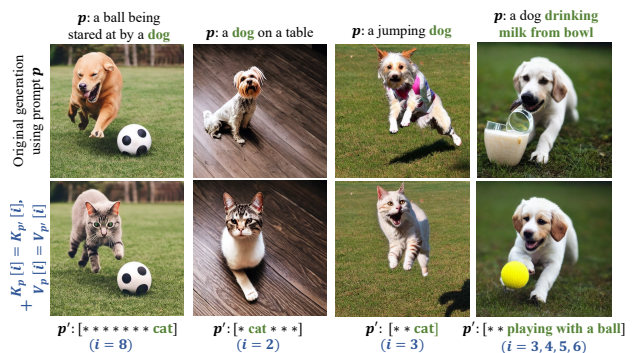 p: a ball being
stared at by a dog
p: a dog on a table
p: a jumping dog
p: a dog drinking
milk from bowl
Original generation
using prompt p
+ K_p [i] = K_p′ [i],
V_p [i] = V_p′ [i]
p′: [* * * * * * * cat]
(i = 8)
p′: [* cat * * *]
(i = 2)
p′: [* * cat]
(i = 3)
p′: [* * playing with a ball]
(i = 3, 4, 5, 6)